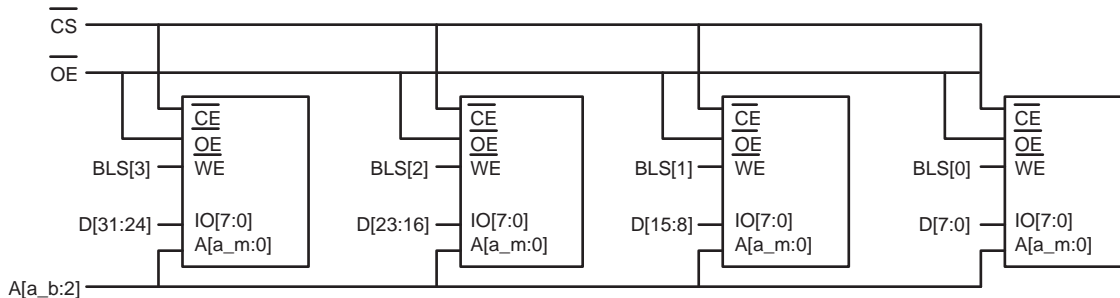 CS
OE
CE
OE
WE
IO[7:0]
A[a_m:0]
BLS[3]
D[31:24]
CE
OE
WE
IO[7:0]
A[a_m:0]
BLS[2]
D[23:16]
CE
OE
WE
IO[7:0]
A[a_m:0]
BLS[1]
D[15:8]
CE
OE
WE
IO[7:0]
A[a_m:0]
BLS[0]
D[7:0]
A[a_b:2]